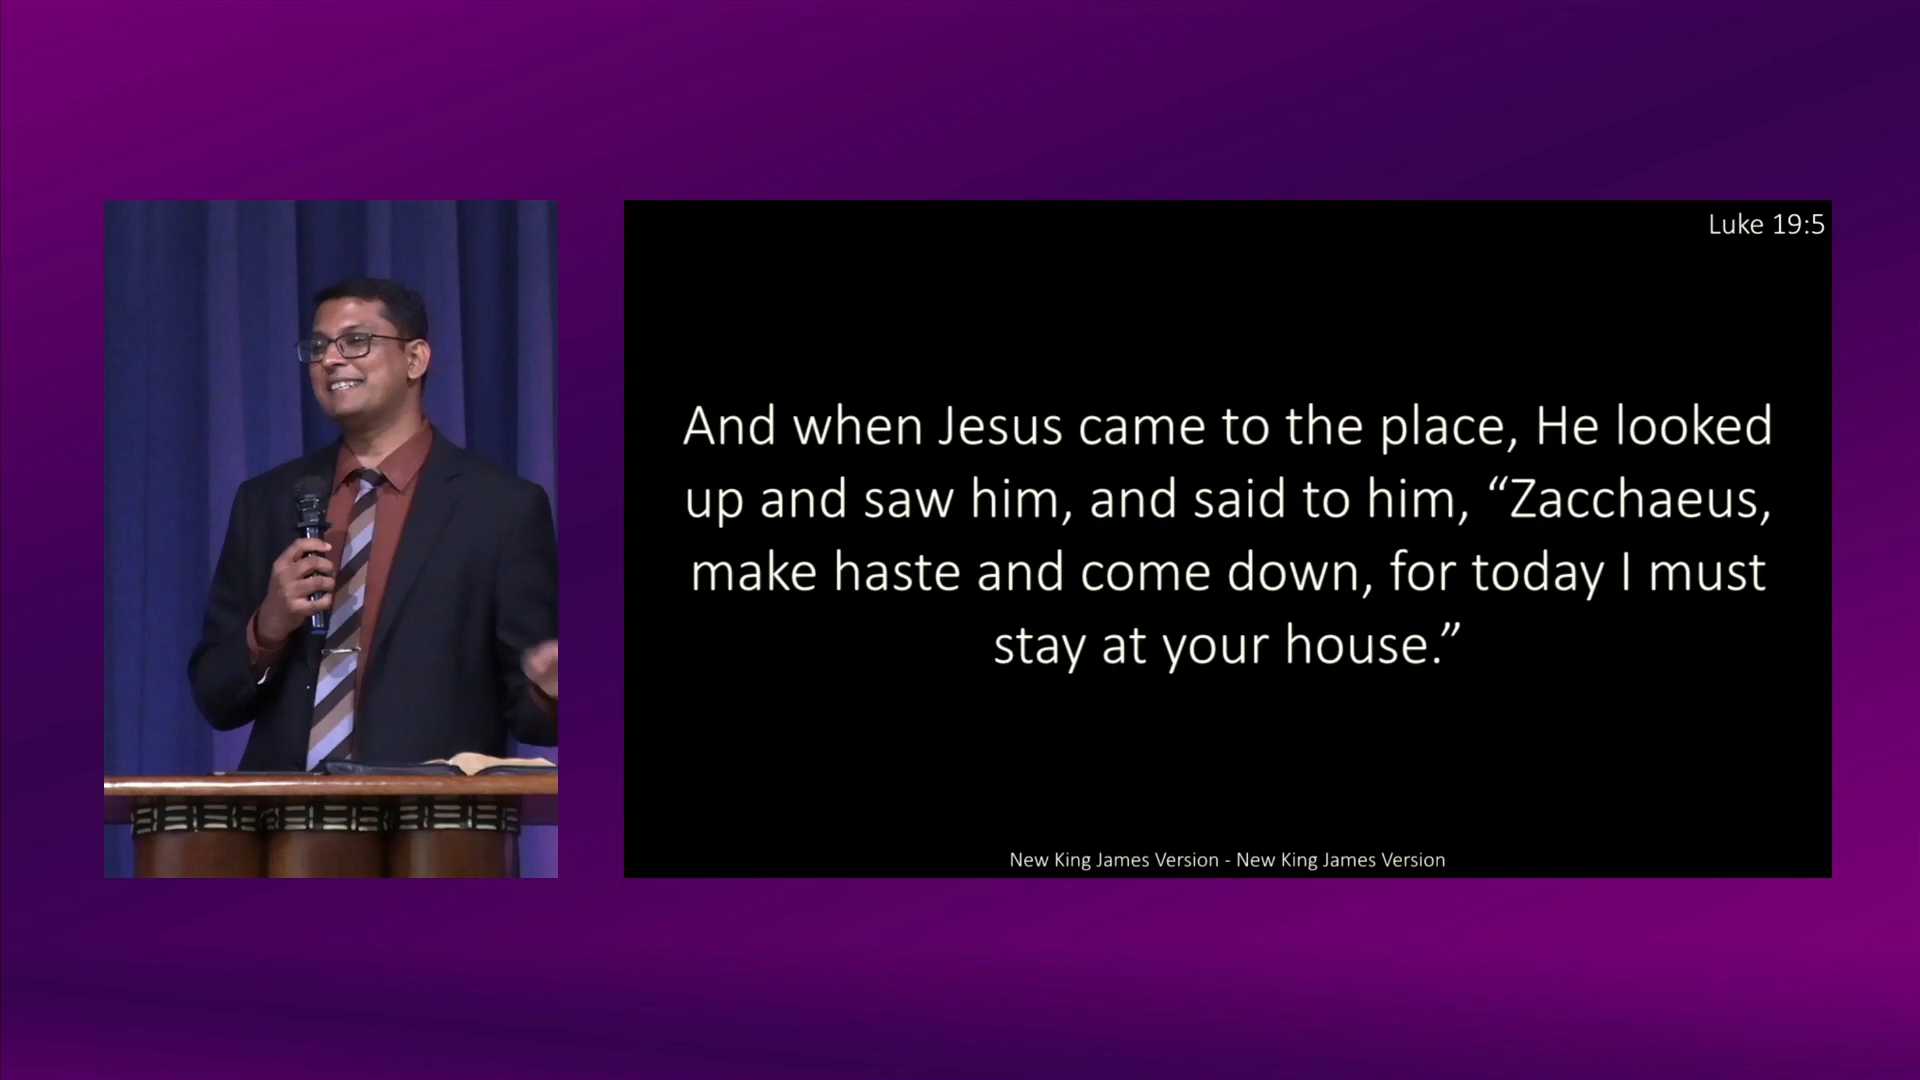 Luke 19:5
And when Jesus came to the place, He looked
up and saw him, and said to him, “Zacchaeus,
make haste and come down, for today I must
stay at your house.”
New King James Version - New King James Version